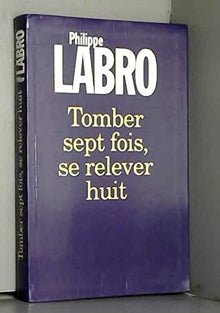 Philippe
LABRO
Tomber
sept fois,
se relever
huit
Tomber sept fois, se relever huit
LABRO